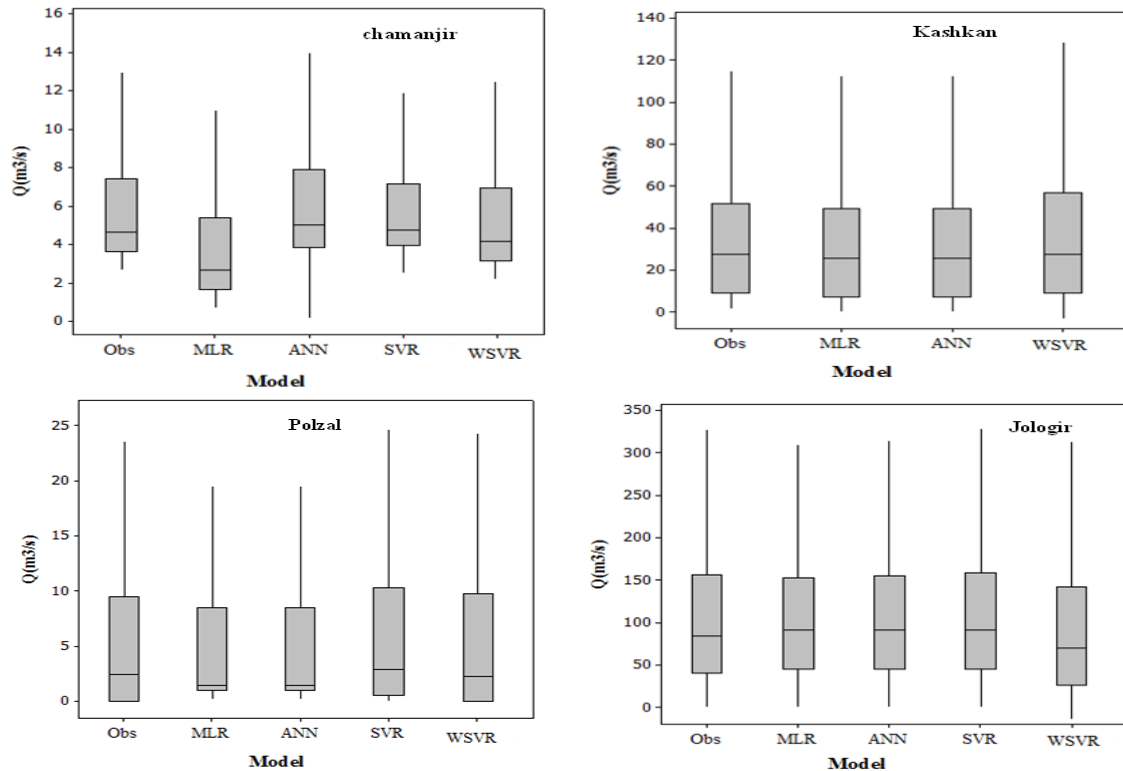 chamanjir
Q(m3/s)
16
14
12
10
8
6
4
2
0
Obs MLR ANN SVR WSVR
Model
Kashkan
Q(m3/s)
140
120
100
80
60
40
20
0
Obs MLR ANN WSVR
Model
Polzal
Q(m3/s)
25
20
15
10
5
0
Obs MLR ANN SVR WSVR
Model
Jologir
Q(m3/s)
350
300
250
200
150
100
50
0
Obs MLR ANN SVR WSVR
Model